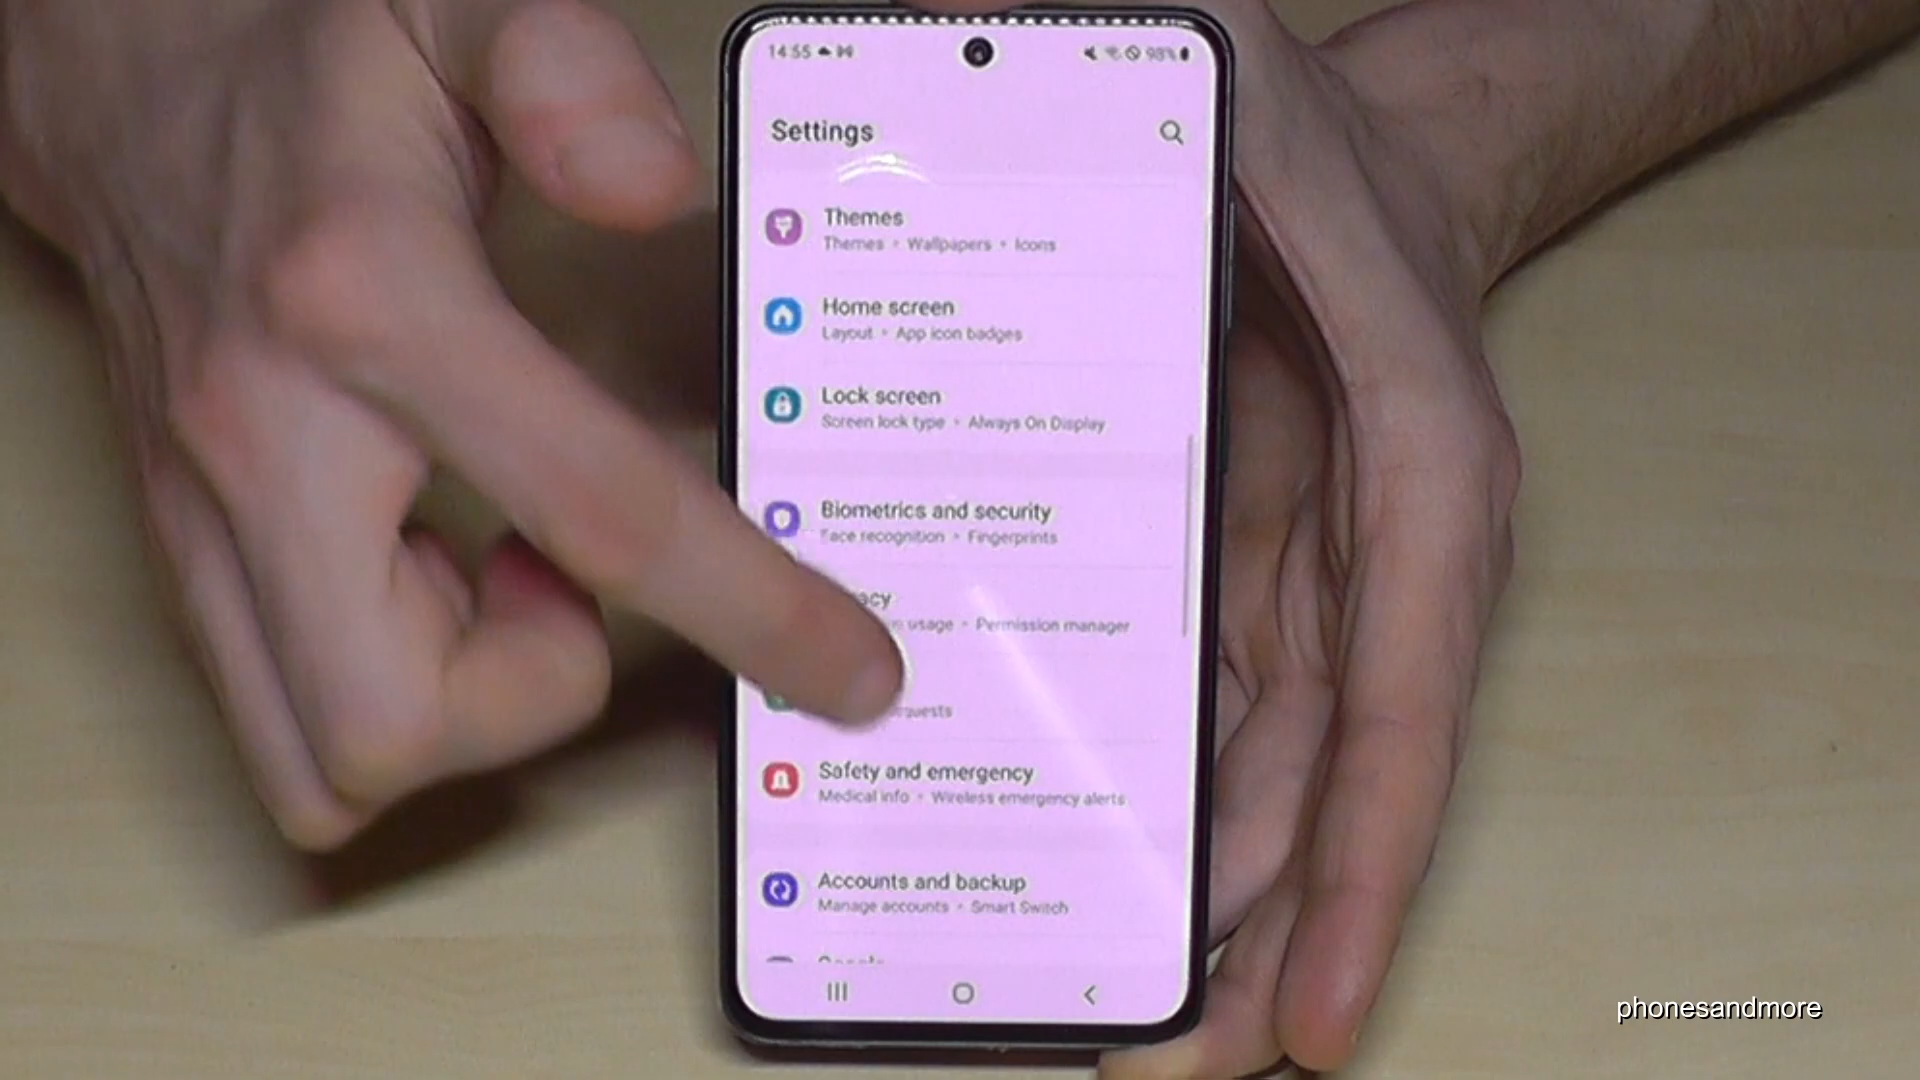 14:55
98%
Settings
Themes
Themes • Wallpapers • Icons
Home screen
Layout • App icon badges
Lock screen
Screen lock type • Always On Display
Biometrics and security
Face recognition • Fingerprints
usage • Permission manager
Safety and emergency
Medical info • Wireless emergency alerts
Accounts and backup
Manage accounts • Smart Switch
phonesandmore